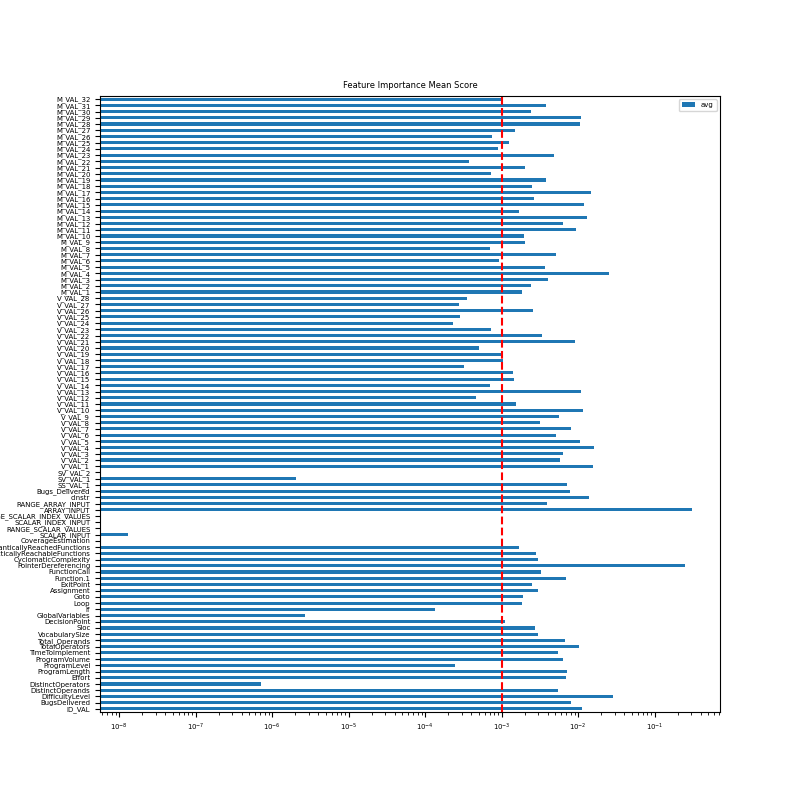 Feature Importance Mean Score
avg
M_VAL_32
M_VAL_31
M_VAL_30
M_VAL_29
M_VAL_28
M_VAL_27
M_VAL_26
M_VAL_25
M_VAL_24
M_VAL_23
M_VAL_22
M_VAL_21
M_VAL_20
M_VAL_19
M_VAL_18
M_VAL_17
M_VAL_16
M_VAL_15
M_VAL_14
M_VAL_13
M_VAL_12
M_VAL_11
M_VAL_10
M_VAL_9
M_VAL_8
M_VAL_7
M_VAL_6
M_VAL_5
M_VAL_4
M_VAL_3
M_VAL_2
M_VAL_1
V_VAL_28
V_VAL_27
V_VAL_26
V_VAL_25
V_VAL_24
V_VAL_23
V_VAL_22
V_VAL_21
V_VAL_20
V_VAL_19
V_VAL_18
V_VAL_17
V_VAL_16
V_VAL_15
V_VAL_14
V_VAL_13
V_VAL_12
V_VAL_11
V_VAL_10
V_VAL_9
V_VAL_8
V_VAL_7
V_VAL_6
V_VAL_5
V_VAL_4
V_VAL_3
V_VAL_2
V_VAL_1
SV_VAL_2
SV_VAL_1
SS_VAL_1
Bugs_Delivered
cinstr
RANGE_ARRAY_INPUT
ARRAY_INPUT
E_SCALAR_INDEX_VALUES
SCALAR_INDEX_INPUT
RANGE_SCALAR_VALUES
SCALAR_INPUT
CoverageEstimation
anticallyReachedFunctions
ticallyReachableFunctions
CyclomaticComplexity
PointerDereferencing
FunctionCall
Function.1
ExitPoint
Assignment
Goto
Loop
If
GlobalVariables
DecisionPoint
Sloc
VocabularySize
Total_Operands
TotalOperators
TimeToImplement
ProgramVolume
ProgramLevel
ProgramLength
Effort
DistinctOperators
DistinctOperands
DifficultyLevel
BugsDelivered
ID_VAL
10⁻⁸ 10⁻⁷ 10⁻⁶ 10⁻⁵ 10⁻⁴ 10⁻³ 10⁻² 10⁻¹